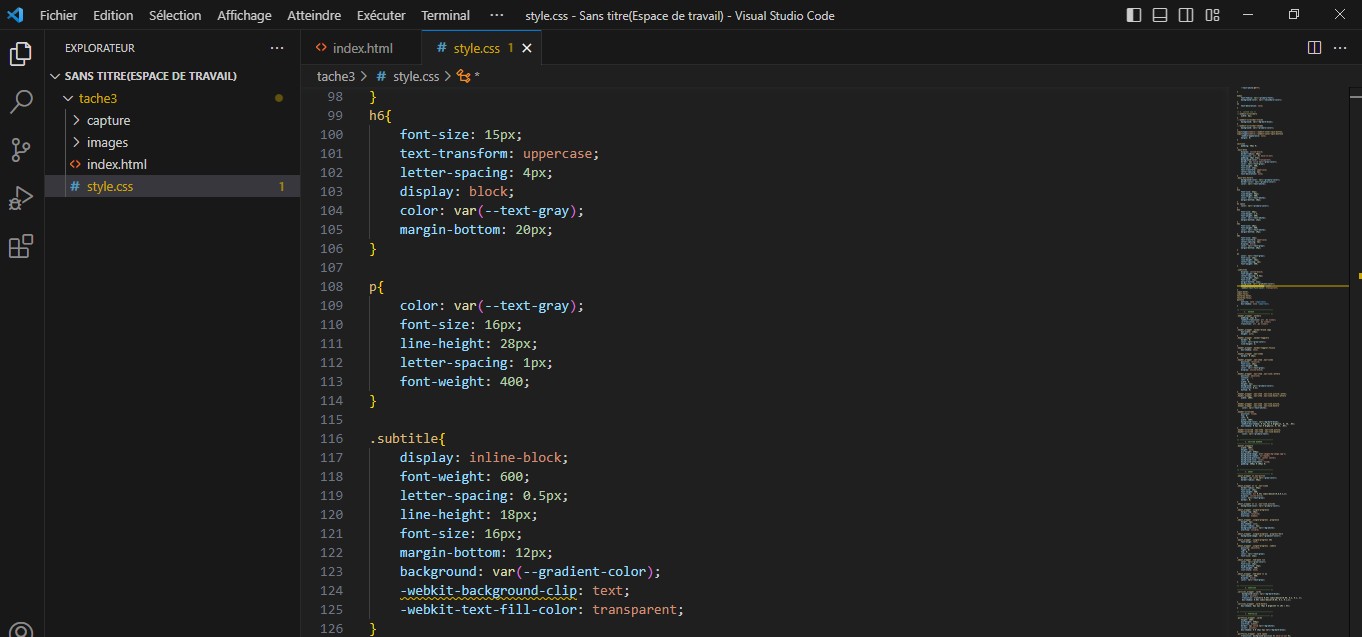 Fichier Edition Sélection Affichage Atteindre Exécuter Terminal ··· style.css - Sans titre(Espace de travail) - Visual Studio Code
EXPLORATEUR ···
SANS TITRE(ESPACE DE TRAVAIL)
tache3
capture
images
index.html
style.css 1
index.html # style.css 1
tache3 > # style.css > *
98 }
99 h6{
100 font-size: 15px;
101 text-transform: uppercase;
102 letter-spacing: 4px;
103 display: block;
104 color: var(--text-gray);
105 margin-bottom: 20px;
106 }
107
108 p{
109 color: var(--text-gray);
110 font-size: 16px;
111 line-height: 28px;
112 letter-spacing: 1px;
113 font-weight: 400;
114 }
115
116 .subtitle{
117 display: inline-block;
118 font-weight: 600;
119 letter-spacing: 0.5px;
120 line-height: 18px;
121 font-size: 16px;
122 margin-bottom: 12px;
123 background: var(--gradient-color);
124 -webkit-background-clip: text;
125 -webkit-text-fill-color: transparent;
126 }